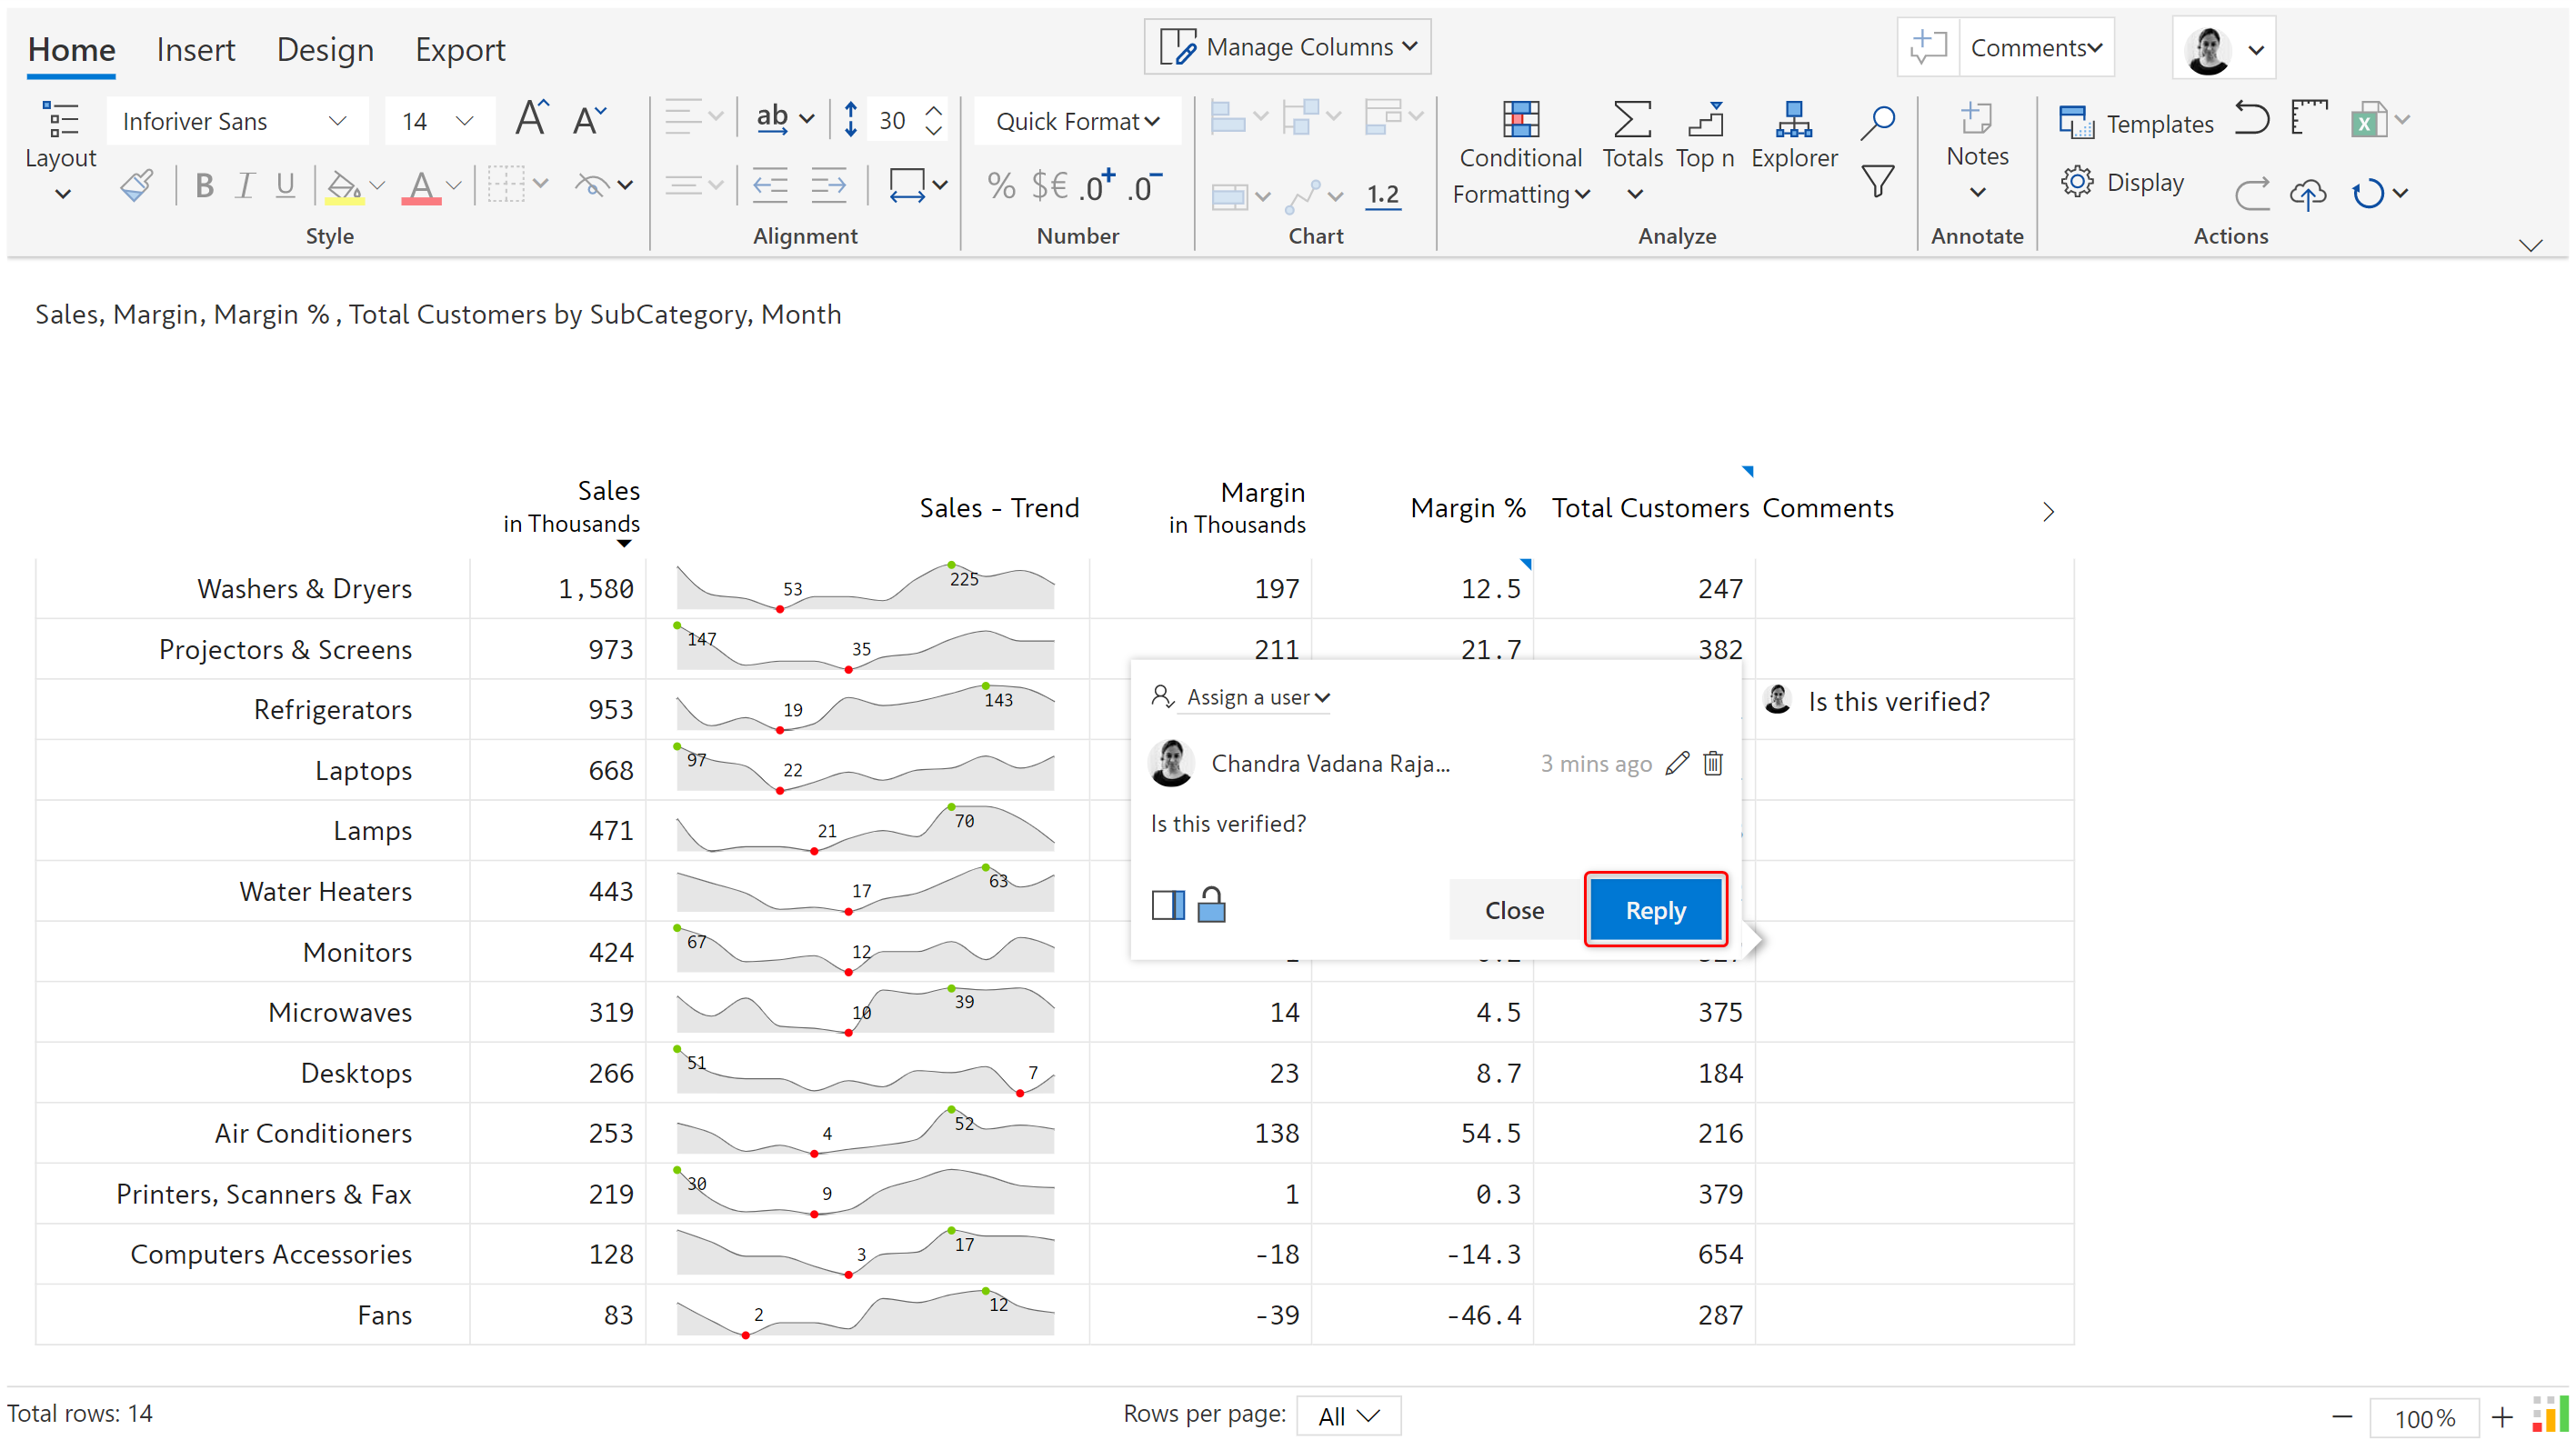 Home Insert Design Export Manage Columns Comments
Inforiver Sans 14 ab 30 Quick Format Templates
Layout Conditional Formatting Totals Top n Explorer Notes
B I U A % $€ .0+ .0- 1.2 Display
Style Alignment Number Chart Analyze Annotate Actions
Sales, Margin, Margin % , Total Customers by SubCategory, Month
Sales in Thousands Sales - Trend Margin in Thousands Margin % Total Customers Comments
Washers & Dryers 1,580 53 225 197 12.5 247
Projectors & Screens 973 147 35 211 21.7 382
Refrigerators 953 19 143 Is this verified?
Laptops 668 97 22
Lamps 471 21 70
Water Heaters 443 17 63
Monitors 424 67 12
Microwaves 319 10 39 14 4.5 375
Desktops 266 51 7 23 8.7 184
Air Conditioners 253 4 52 138 54.5 216
Printers, Scanners & Fax 219 30 9 1 0.3 379
Computers Accessories 128 3 17 -18 -14.3 654
Fans 83 2 12 -39 -46.4 287
Assign a user
Chandra Vadana Raja... 3 mins ago
Is this verified?
Close Reply
Total rows: 14 Rows per page: All 100%